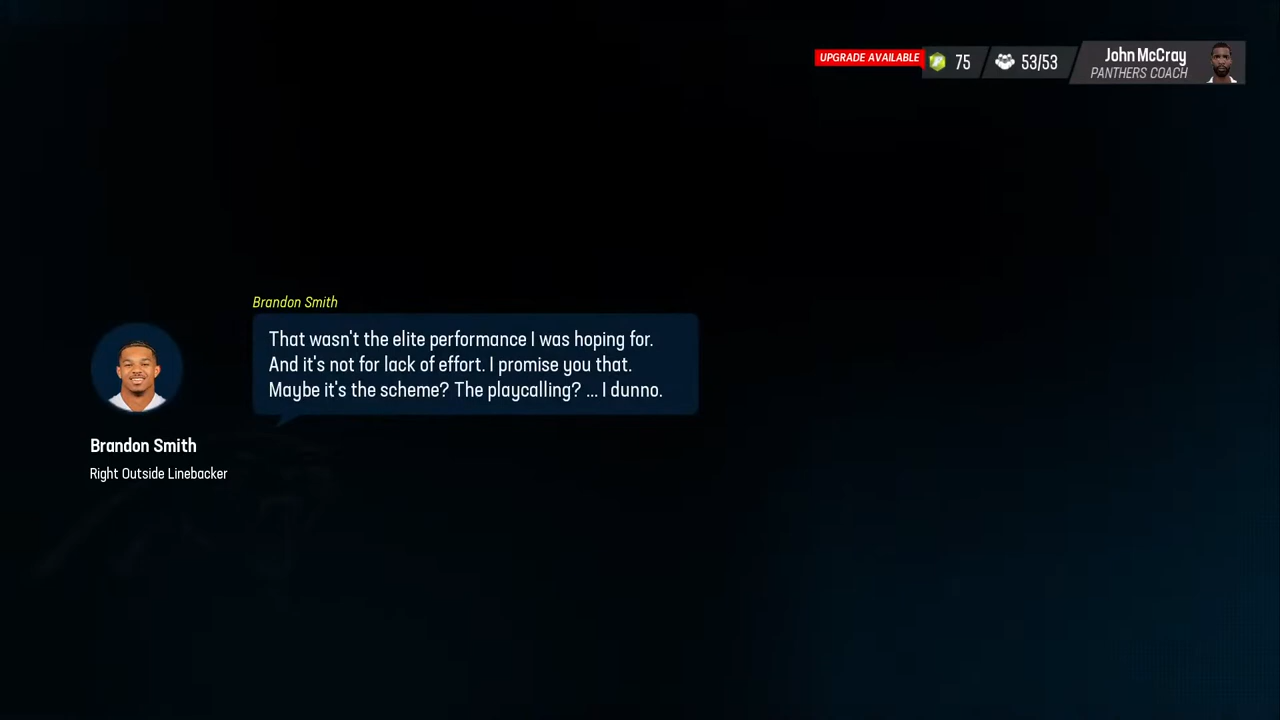 UPGRADE AVAILABLE
75
53/53
John McCray
PANTHERS COACH
Brandon Smith
That wasn't the elite performance I was hoping for.
And it's not for lack of effort. I promise you that.
Maybe it's the scheme? The playcalling? ... I dunno.
Brandon Smith
Right Outside Linebacker